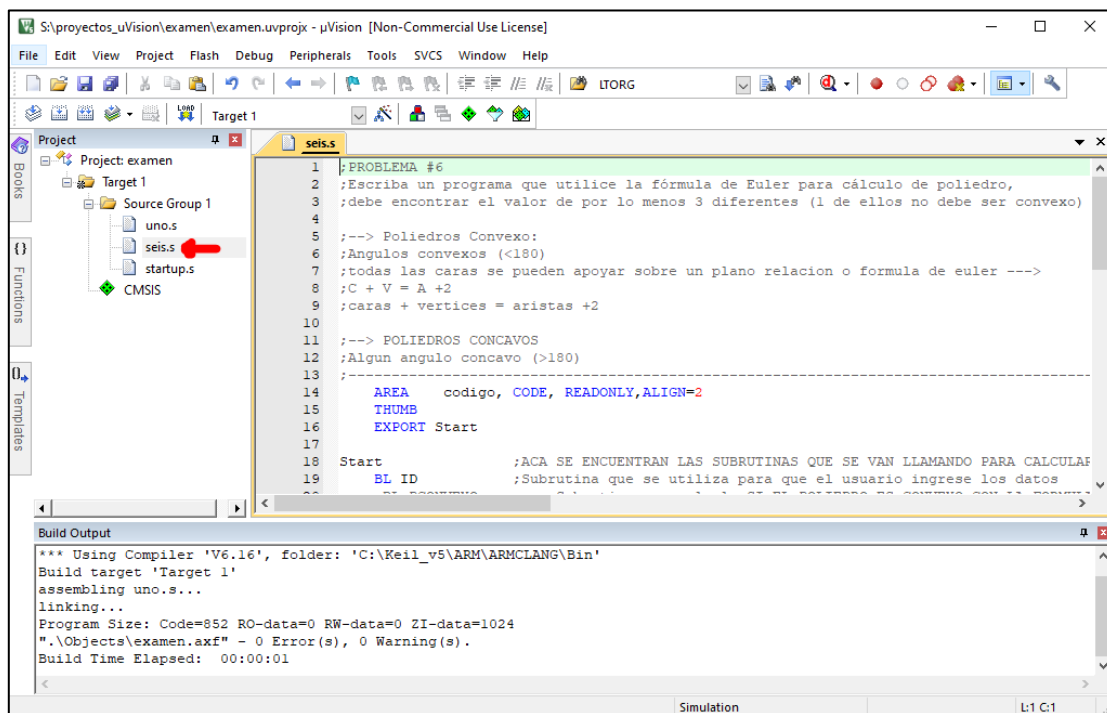 S:\proyectos_uVision\examen\examen.uvprojx - µVision [Non-Commercial Use License]
File Edit View Project Flash Debug Peripherals Tools SVCS Window Help
LTORG
LOAD
Target 1
Project
Project: examen
Target 1
Source Group 1
uno.s
seis.s
startup.s
CMSIS
Books
{} Functions
Templates
seis.s
1 ;PROBLEMA #6
2 ;Escriba un programa que utilice la fórmula de Euler para cálculo de poliedro,
3 ;debe encontrar el valor de por lo menos 3 diferentes (1 de ellos no debe ser convexo)
4
5 ;--> Poliedros Convexo:
6 ;Angulos convexos (<180)
7 ;todas las caras se pueden apoyar sobre un plano relacion o formula de euler --->
8 ;C + V = A +2
9 ;caras + vertices = aristas +2
10
11 ;--> POLIEDROS CONCAVOS
12 ;Algun angulo concavo (>180)
13 ;------------------------------------------------------------------------------------------
14 AREA codigo, CODE, READONLY,ALIGN=2
15 THUMB
16 EXPORT Start
17
18 Start ;ACA SE ENCUENTRAN LAS SUBRUTINAS QUE SE VAN LLAMANDO PARA CALCULAR
19 BL ID ;Subrutina que se utiliza para que el usuario ingrese los datos
Build Output
*** Using Compiler 'V6.16', folder: 'C:\Keil_v5\ARM\ARMCLANG\Bin'
Build target 'Target 1'
assembling uno.s...
linking...
Program Size: Code=852 RO-data=0 RW-data=0 ZI-data=1024
".\Objects\examen.axf" - 0 Error(s), 0 Warning(s).
Build Time Elapsed: 00:00:01
Simulation
L:1 C:1